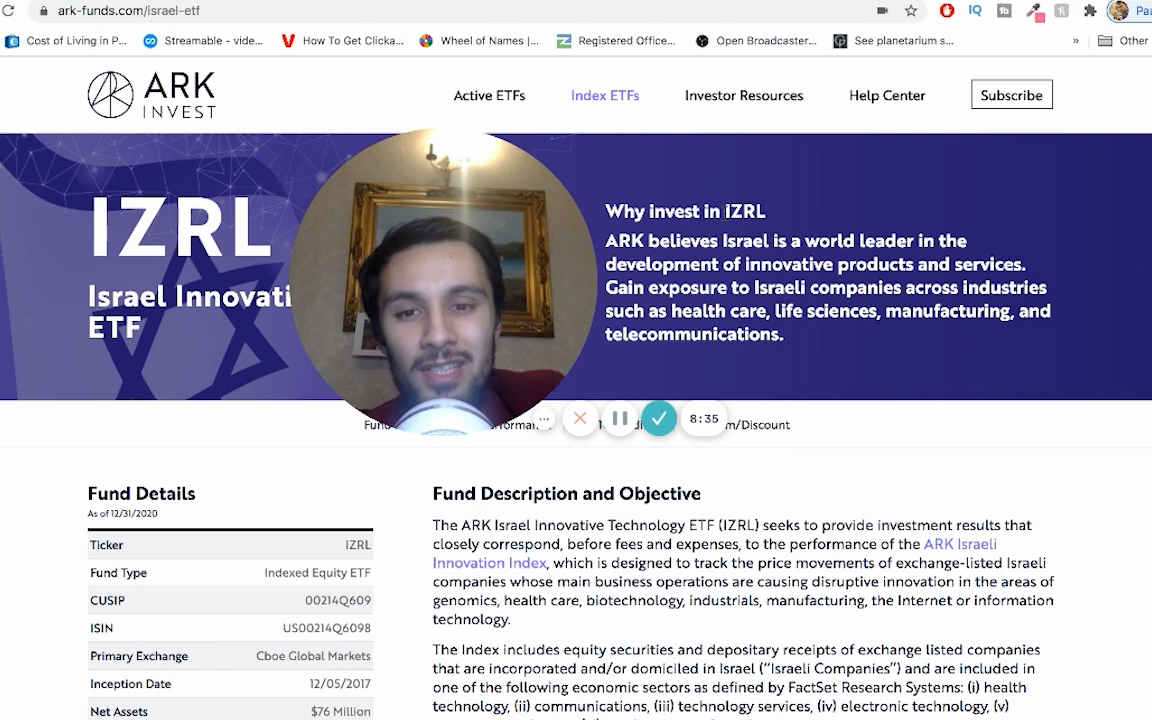 ark-funds.com/israel-etf
Pau
Cost of Living in P...
Streamable - vide...
How To Get Clicka...
Wheel of Names |...
Registered Office...
Open Broadcaster...
See planetarium s...
»
Other
ARK
INVEST
Active ETFs
Index ETFs
Investor Resources
Help Center
Subscribe
IZRL
Israel Innovati
ETF
Why invest in IZRL
ARK believes Israel is a world leader in the
development of innovative products and services.
Gain exposure to Israeli companies across industries
such as health care, life sciences, manufacturing, and
telecommunications.
8:35
m/Discount
Fund Details
As of 12/31/2020
Ticker IZRL
Fund Type Indexed Equity ETF
CUSIP 00214Q609
ISIN US00214Q6098
Primary Exchange Cboe Global Markets
Inception Date 12/05/2017
Net Assets $76 Million
Fund Description and Objective
The ARK Israel Innovative Technology ETF (IZRL) seeks to provide investment results that
closely correspond, before fees and expenses, to the performance of the ARK Israeli
Innovation Index, which is designed to track the price movements of exchange-listed Israeli
companies whose main business operations are causing disruptive innovation in the areas of
genomics, health care, biotechnology, industrials, manufacturing, the Internet or information
technology.
The Index includes equity securities and depositary receipts of exchange listed companies
that are incorporated and/or domiciled in Israel (“Israeli Companies”) and are included in
one of the following economic sectors as defined by FactSet Research Systems: (i) health
technology, (ii) communications, (iii) technology services, (iv) electronic technology, (v)